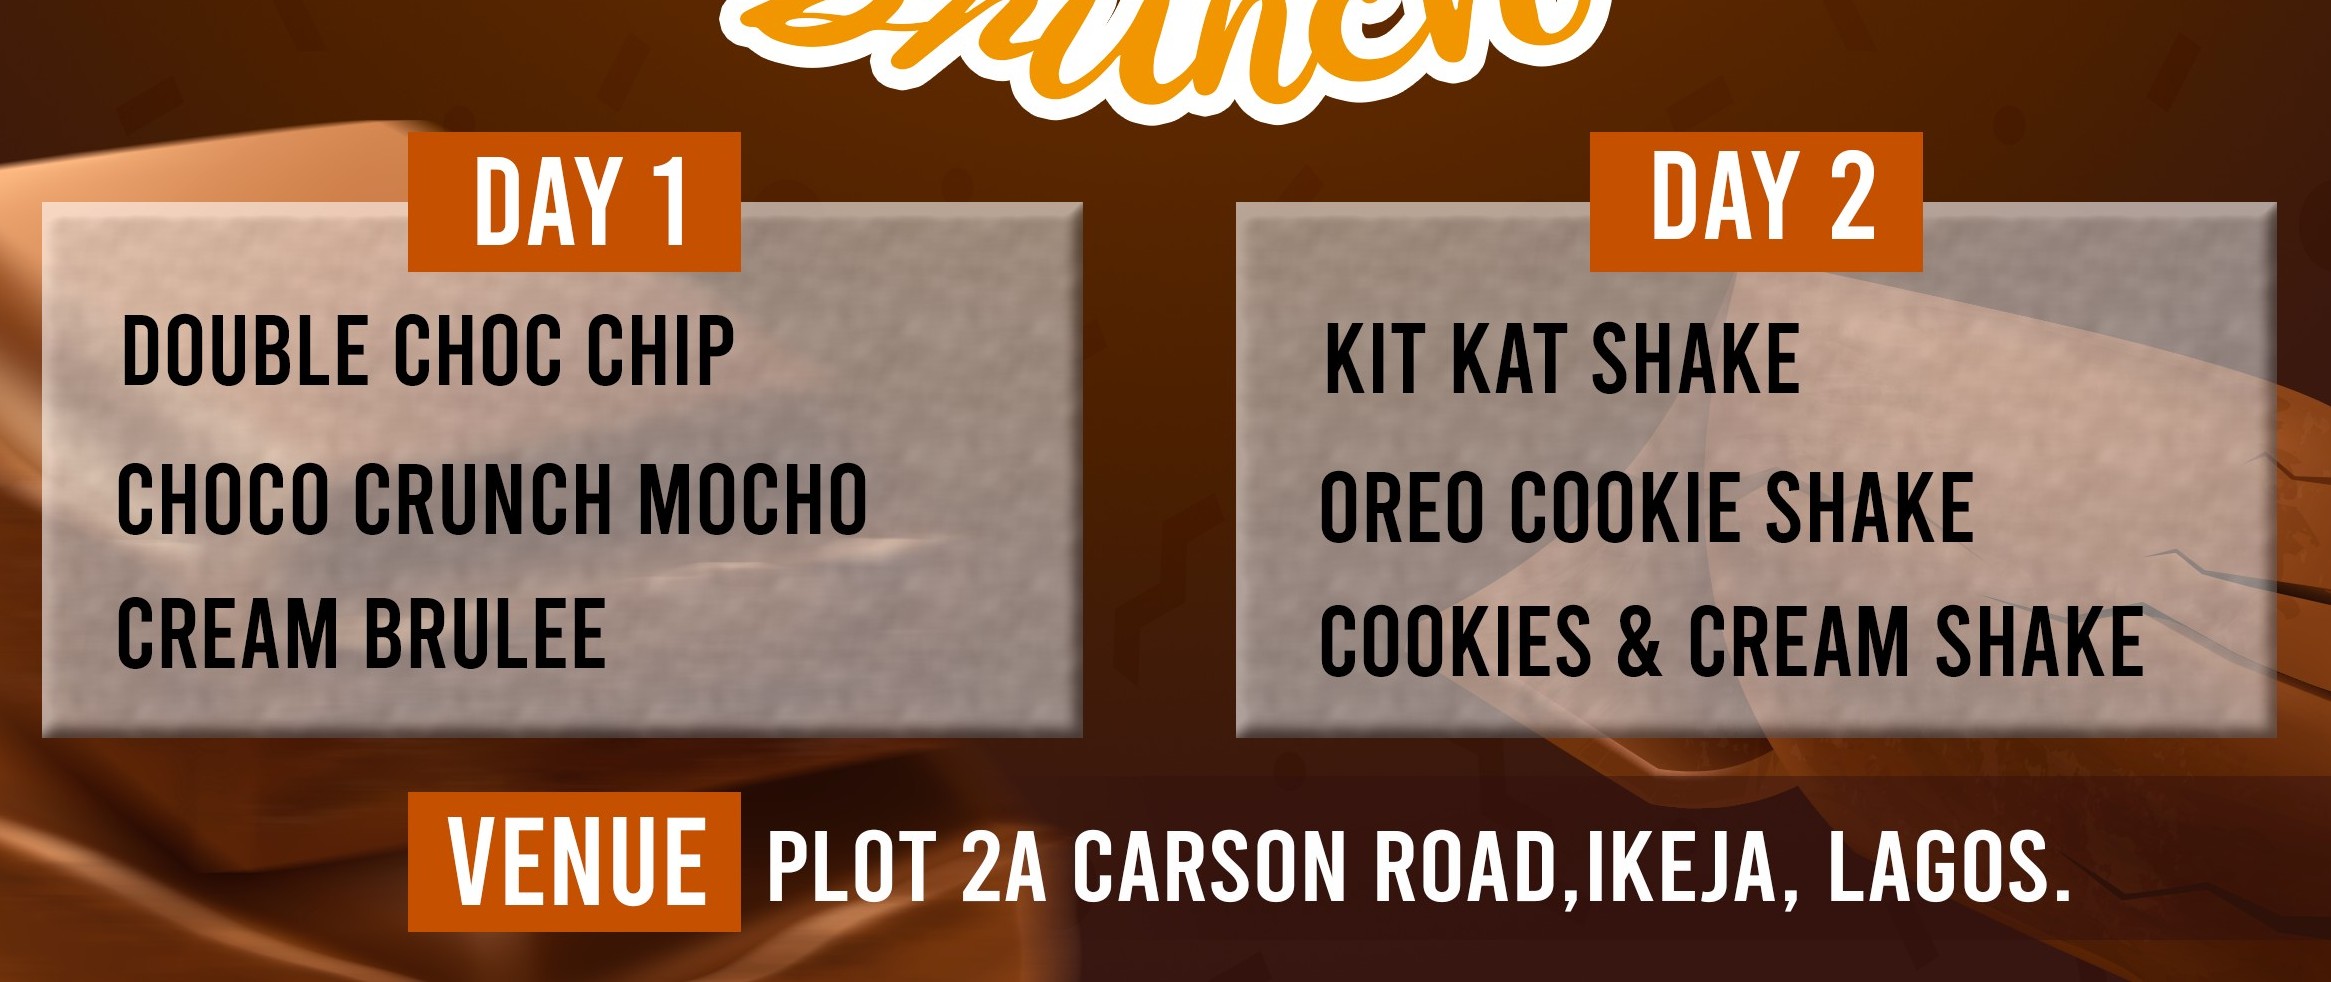 Brunch
DAY 1
DOUBLE CHOC CHIP
CHOCO CRUNCH MOCHO
CREAM BRULEE
DAY 2
KIT KAT SHAKE
OREO COOKIE SHAKE
COOKIES & CREAM SHAKE
VENUE PLOT 2A CARSON ROAD,IKEJA, LAGOS.